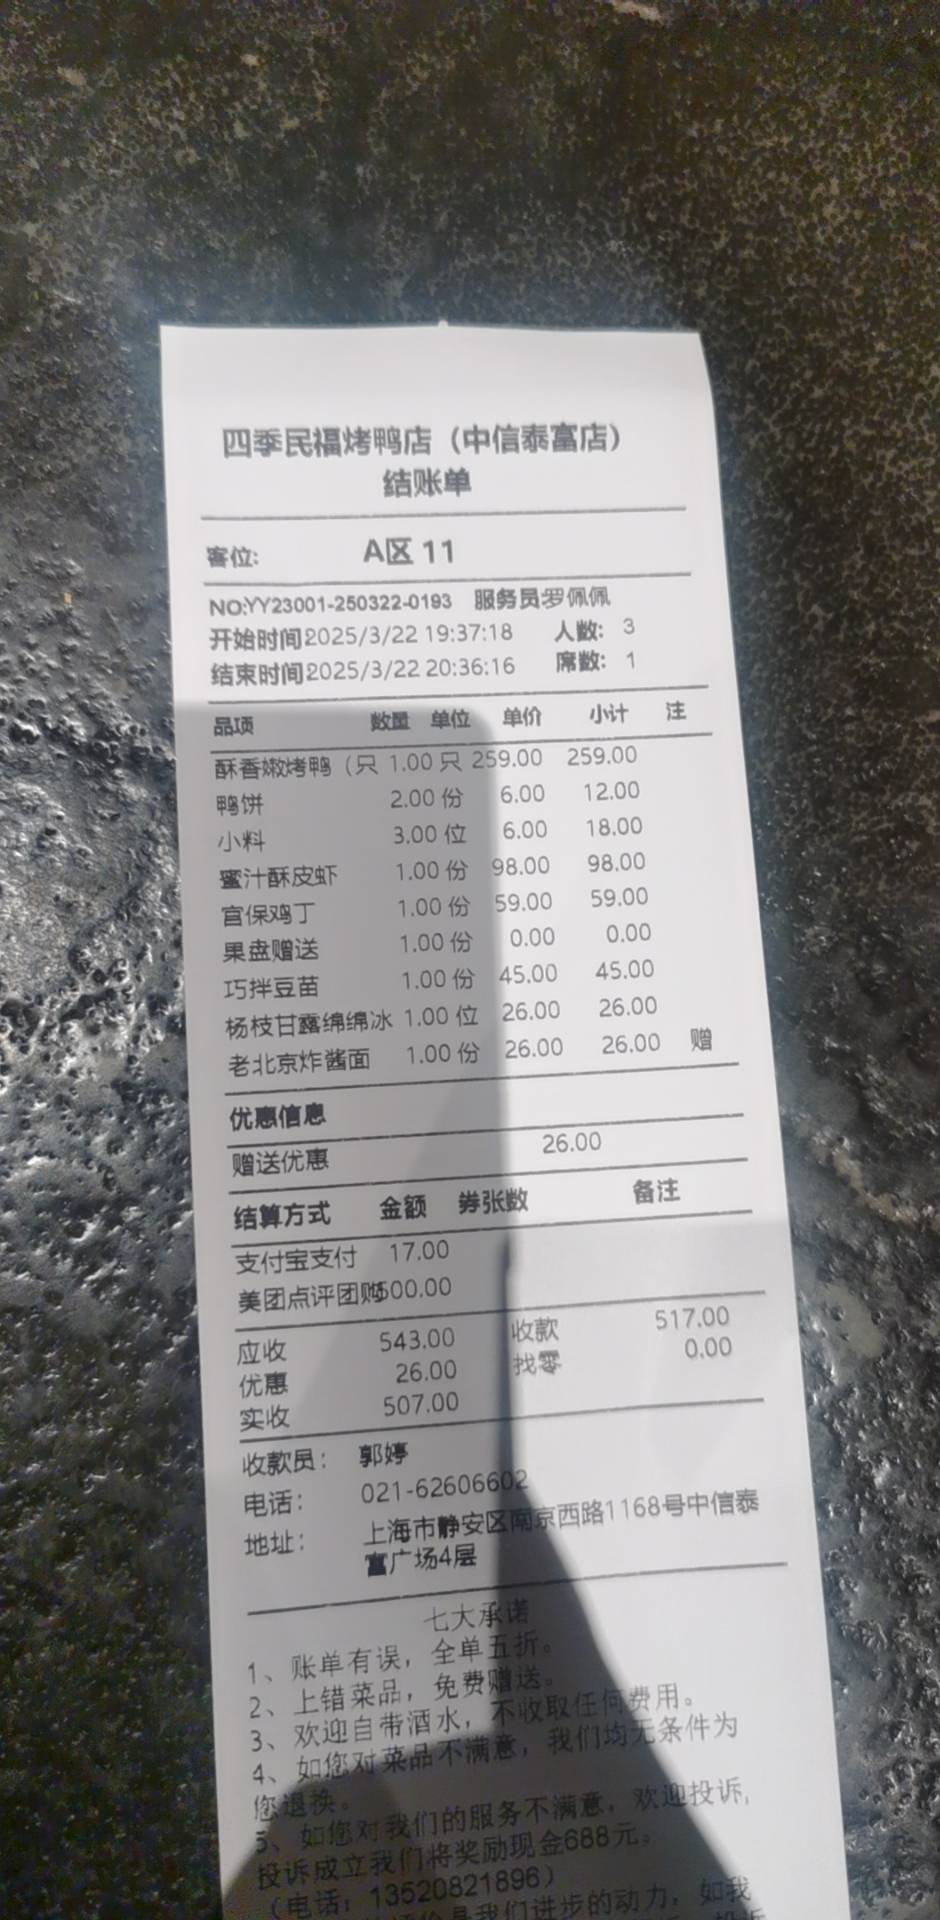 四季民福烤鸭店（中信泰富店）
结账单
客位： A区 11
NO:YY23001-250322-0193 服务员罗佩佩
开始时间2025/3/22 19:37:18 人数: 3
结束时间2025/3/22 20:36:16 席数: 1
品项 数量 单位 单价 小计 注
酥香嫩烤鸭（只 1.00 只 259.00 259.00
鸭饼 2.00 份 6.00 12.00
小料 3.00 位 6.00 18.00
蜜汁酥皮虾 1.00 份 98.00 98.00
宫保鸡丁 1.00 份 59.00 59.00
果盘赠送 1.00 份 0.00 0.00
巧拌豆苗 1.00 份 45.00 45.00
杨枝甘露绵绵冰 1.00 位 26.00 26.00
老北京炸酱面 1.00 份 26.00 26.00 赠
优惠信息
赠送优惠 26.00
结算方式 金额 券张数 备注
支付宝支付 17.00
美团点评团购500.00
应收 543.00 收款 517.00
优惠 26.00 找零 0.00
实收 507.00
收款员： 郭婷
电话： 021-62606602
地址： 上海市静安区南京西路1168号中信泰
富广场4层
七大承诺
1、账单有误，全单五折。
2、上错菜品，免费赠送。
3、欢迎自带酒水，不收取任何费用。
4、如您对菜品不满意，我们均无条件为
您退换。
5、如您对我们的服务不满意，欢迎投诉，
投诉成立我们将奖励现金688元。
（电话：13520821896）
是我们进步的动力，如我